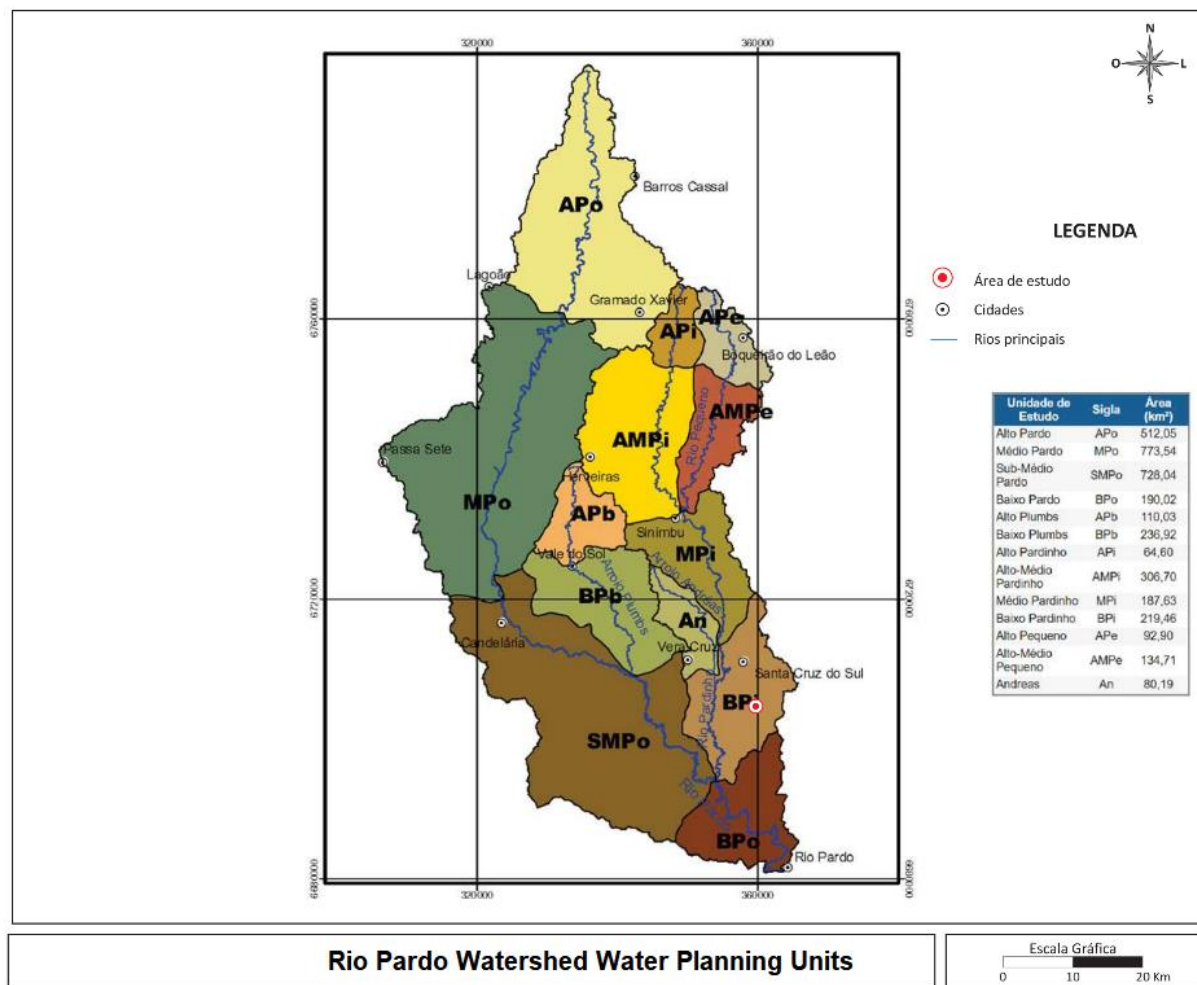 N
O
L
S
320000
360000
APo
Barros Cassal
Lagoão
Gramado Xavier
APe
APi
6760000
6760000
Boqueirão do Leão
AMPe
Rio Pequeno
AMPi
Passa Sete
Herveiras
MPo
APb
Sinimbu
MPi
Vale do Sol
Arroio Andreas
Arroio Plumbs
BPb
An
6720000
6720000
Candelária
Vera Cruz
Santa Cruz do Sul
BPi
Rio Pardinho
SMPo
BPo
Rio Pardo
320000
360000
LEGENDA
Área de estudo
Cidades
Rios principais
Unidade de Estudo Sigla Área (km²)
Alto Pardo APo 512,05
Médio Pardo MPo 773,54
Sub-Médio Pardo SMPo 728,04
Baixo Pardo BPo 190,02
Alto Plumbs APb 110,03
Baixo Plumbs BPb 236,92
Alto Pardinho APi 64,60
Alto-Médio Pardinho AMPi 306,70
Médio Pardinho MPi 187,63
Baixo Pardinho BPi 219,46
Alto Pequeno APe 92,90
Alto-Médio Pequeno AMPe 134,71
Andreas An 80,19
Rio Pardo Watershed Water Planning Units
Escala Gráfica
0 10 20 Km